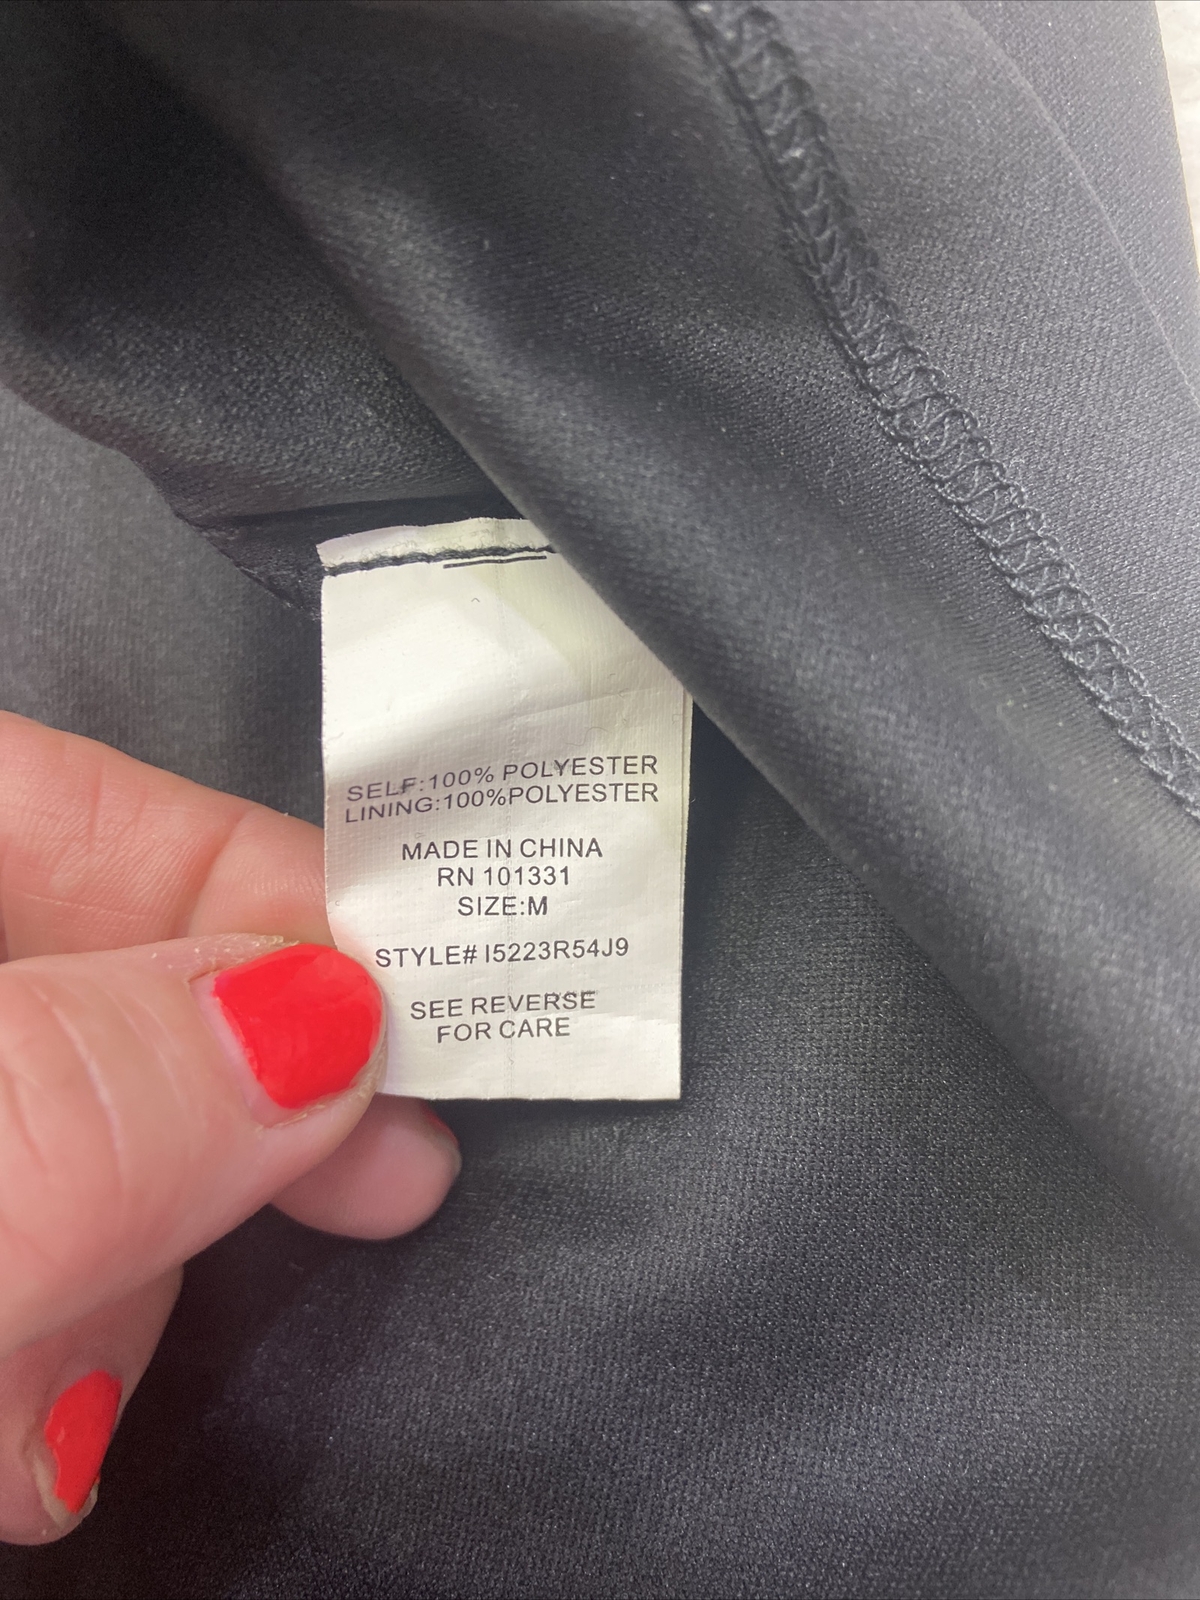 SELF:100% POLYESTER
LINING:100%POLYESTER
MADE IN CHINA
RN 101331
SIZE:M
STYLE# I5223R54J9
SEE REVERSE
FOR CARE